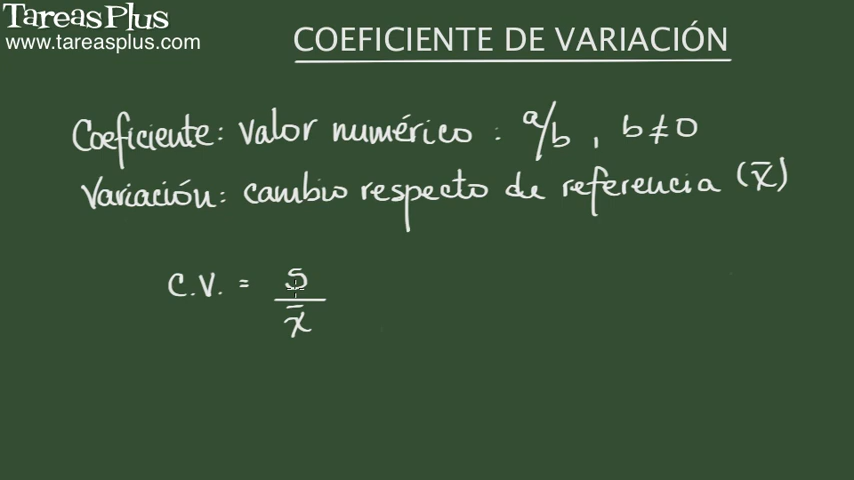 TareasPlus
www.tareasplus.com
COEFICIENTE DE VARIACIÓN
Coeficiente: valor numérico : a/b , b≠0
Variación: cambio respecto de referencia (x̄)
C.V. = S
x̄